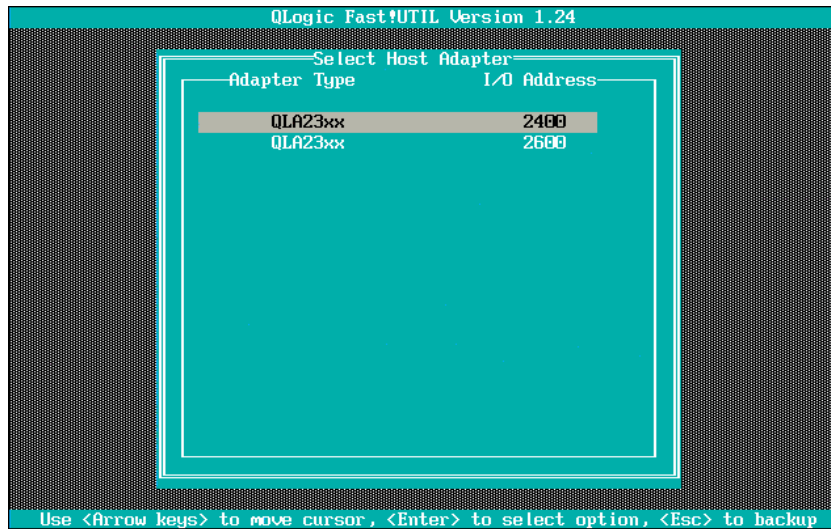 QLogic Fast!UTIL Version 1.24
Select Host Adapter
Adapter Type I/O Address
QLA23xx 2400
QLA23xx 2600
Use <Arrow keys> to move cursor, <Enter> to select option, <Esc> to backup